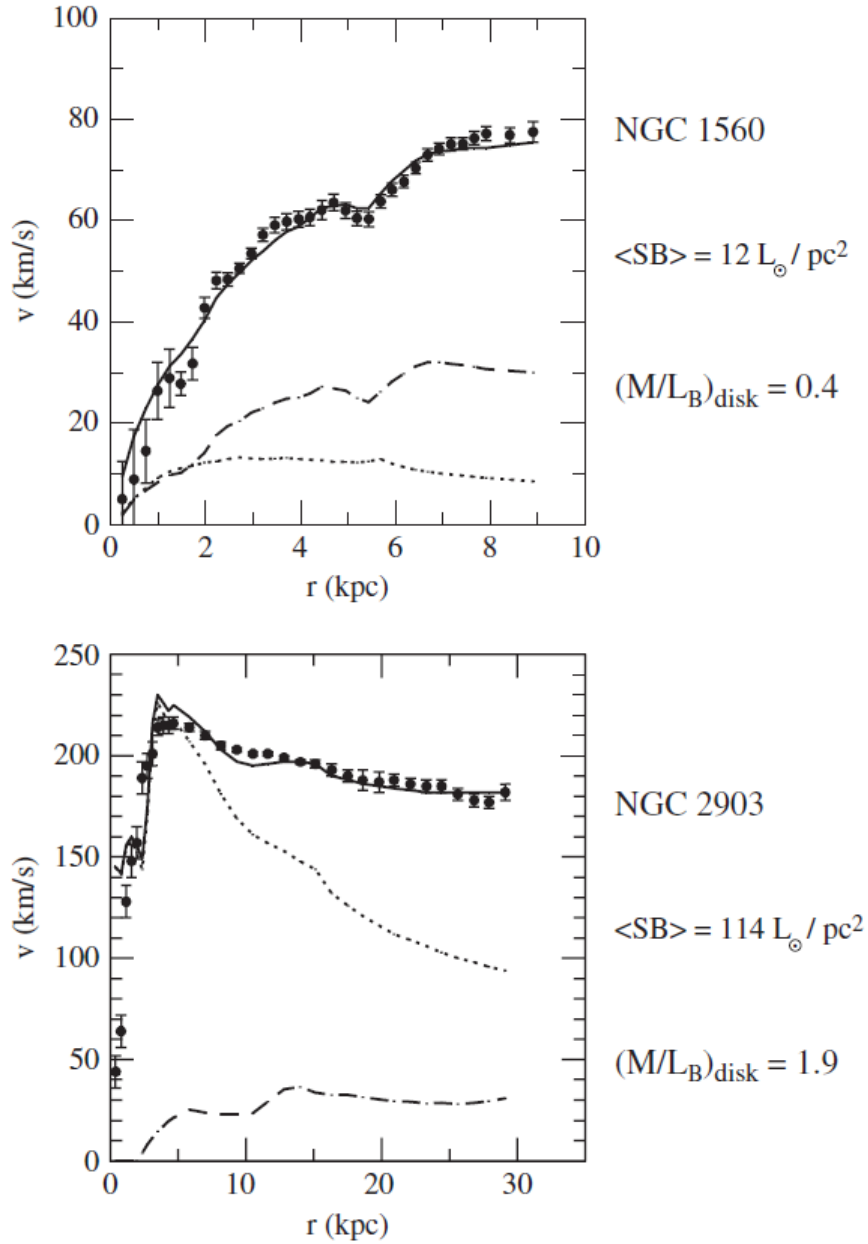 100
80
60
40
20
0
v (km/s)
0 2 4 6 8 10
r (kpc)
NGC 1560
<SB> = 12 L☉ / pc²
(M/L_B)_disk = 0.4
250
200
150
100
50
0
v (km/s)
0 10 20 30
r (kpc)
NGC 2903
<SB> = 114 L☉ / pc²
(M/L_B)_disk = 1.9